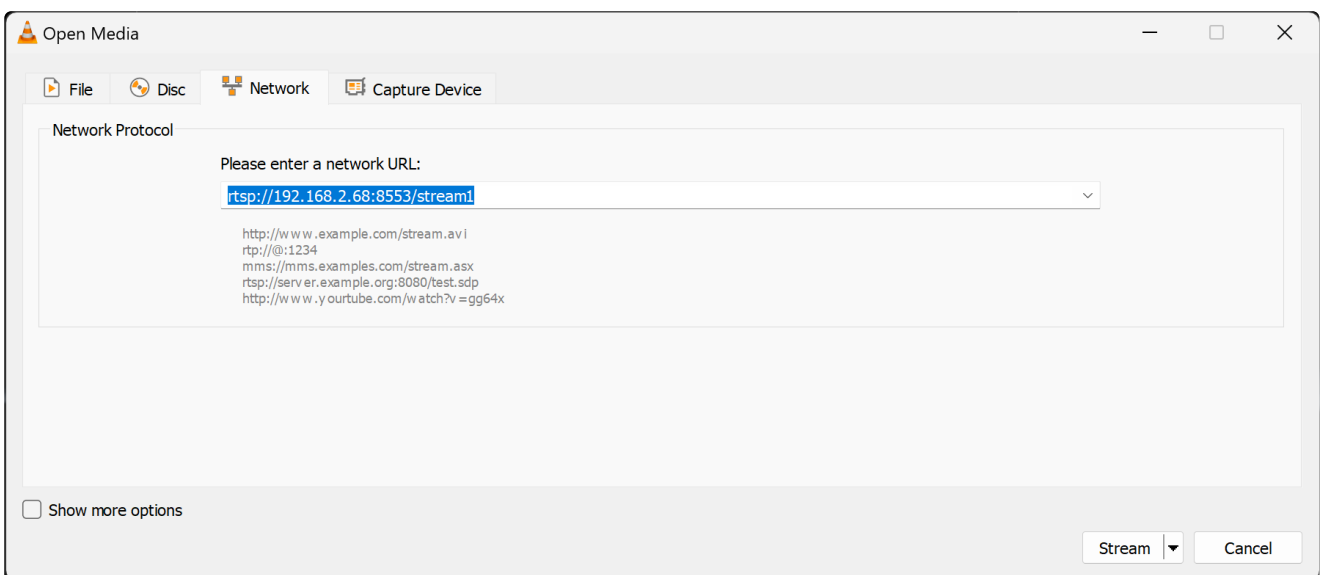 Open Media
File
Disc
Network
Capture Device
Network Protocol
Please enter a network URL:
rtsp://192.168.2.68:8553/stream1
http://www.example.com/stream.avi
rtp://@:1234
mms://mms.examples.com/stream.asx
rtsp://server.example.org:8080/test.sdp
http://www.yourtube.com/watch?v=gg64x
Show more options
Stream
Cancel